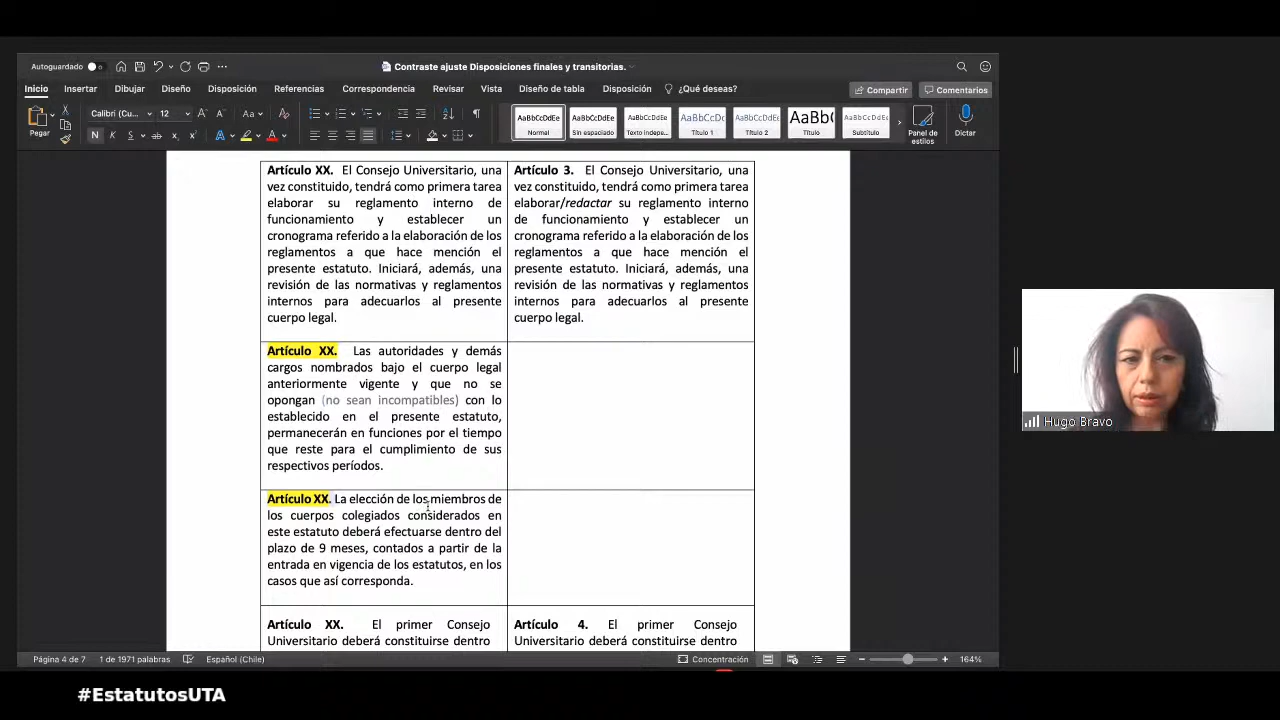 Autoguardado
Contraste ajuste Disposiciones finales y transitorias.
Inicio Insertar Dibujar Diseño Disposición Referencias Correspondencia Revisar Vista Diseño de tabla Disposición ¿Qué deseas? Compartir Comentarios
Pegar
Calibri (Cu... 12
N K S ab x₂ x²
AaBbCcDdEe AaBbCcDdEe AaBbCcDdEe AaBbCcDc AaBbCcDdEe AaBb( AaBbCcDdEe
Normal Sin espaciado Texto indepe... Título 1 Título 2 Título Subtítulo
Panel de estilos
Dictar
Artículo XX. El Consejo Universitario, una
vez constituido, tendrá como primera tarea
elaborar su reglamento interno de
funcionamiento y establecer un
cronograma referido a la elaboración de los
reglamentos a que hace mención el
presente estatuto. Iniciará, además, una
revisión de las normativas y reglamentos
internos para adecuarlos al presente
cuerpo legal.
Artículo 3. El Consejo Universitario, una
vez constituido, tendrá como primera tarea
elaborar/redactar su reglamento interno
de funcionamiento y establecer un
cronograma referido a la elaboración de los
reglamentos a que hace mención el
presente estatuto. Iniciará, además, una
revisión de las normativas y reglamentos
internos para adecuarlos al presente
cuerpo legal.
Artículo XX. Las autoridades y demás
cargos nombrados bajo el cuerpo legal
anteriormente vigente y que no se
opongan (no sean incompatibles) con lo
establecido en el presente estatuto,
permanecerán en funciones por el tiempo
que reste para el cumplimiento de sus
respectivos períodos.
Artículo XX. La elección de los miembros de
los cuerpos colegiados considerados en
este estatuto deberá efectuarse dentro del
plazo de 9 meses, contados a partir de la
entrada en vigencia de los estatutos, en los
casos que así corresponda.
Artículo XX. El primer Consejo
Universitario deberá constituirse dentro
Artículo 4. El primer Consejo
Universitario deberá constituirse dentro
Página 4 de 7 1 de 1971 palabras Español (Chile) Concentración 164%
Hugo Bravo
#EstatutosUTA